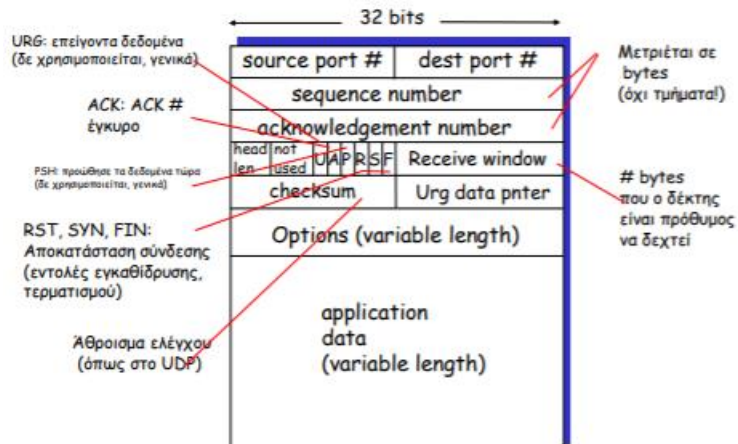 32 bits
URG: επείγοντα δεδομένα
(δε χρησιμοποιείται, γενικά)
ACK: ACK #
έγκυρο
PSH: προώθησε τα δεδομένα τώρα
(δε χρησιμοποιείται, γενικά)
RST, SYN, FIN:
Αποκατάσταση σύνδεσης
(εντολές εγκαθίδρυσης,
τερματισμού)
Άθροισμα ελέγχου
(όπως στο UDP)
source port # dest port #
sequence number
acknowledgement number
head
len
not
used
U A P R S F
Receive window
checksum Urg data pnter
Options (variable length)
application
data
(variable length)
Μετριέται σε
bytes
(όχι τμήματα!)
# bytes
που ο δέκτης
είναι πρόθυμος
να δεχτεί